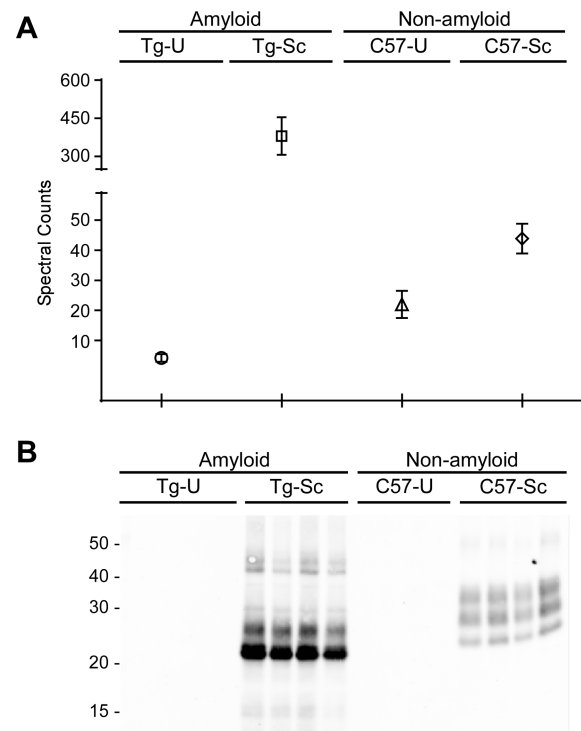 A
Amyloid Non-amyloid
Tg-U Tg-Sc C57-U C57-Sc
600
450
300
50
40
30
20
10
Spectral Counts
B
Amyloid Non-amyloid
Tg-U Tg-Sc C57-U C57-Sc
50 -
40 -
30 -
20 -
15 -